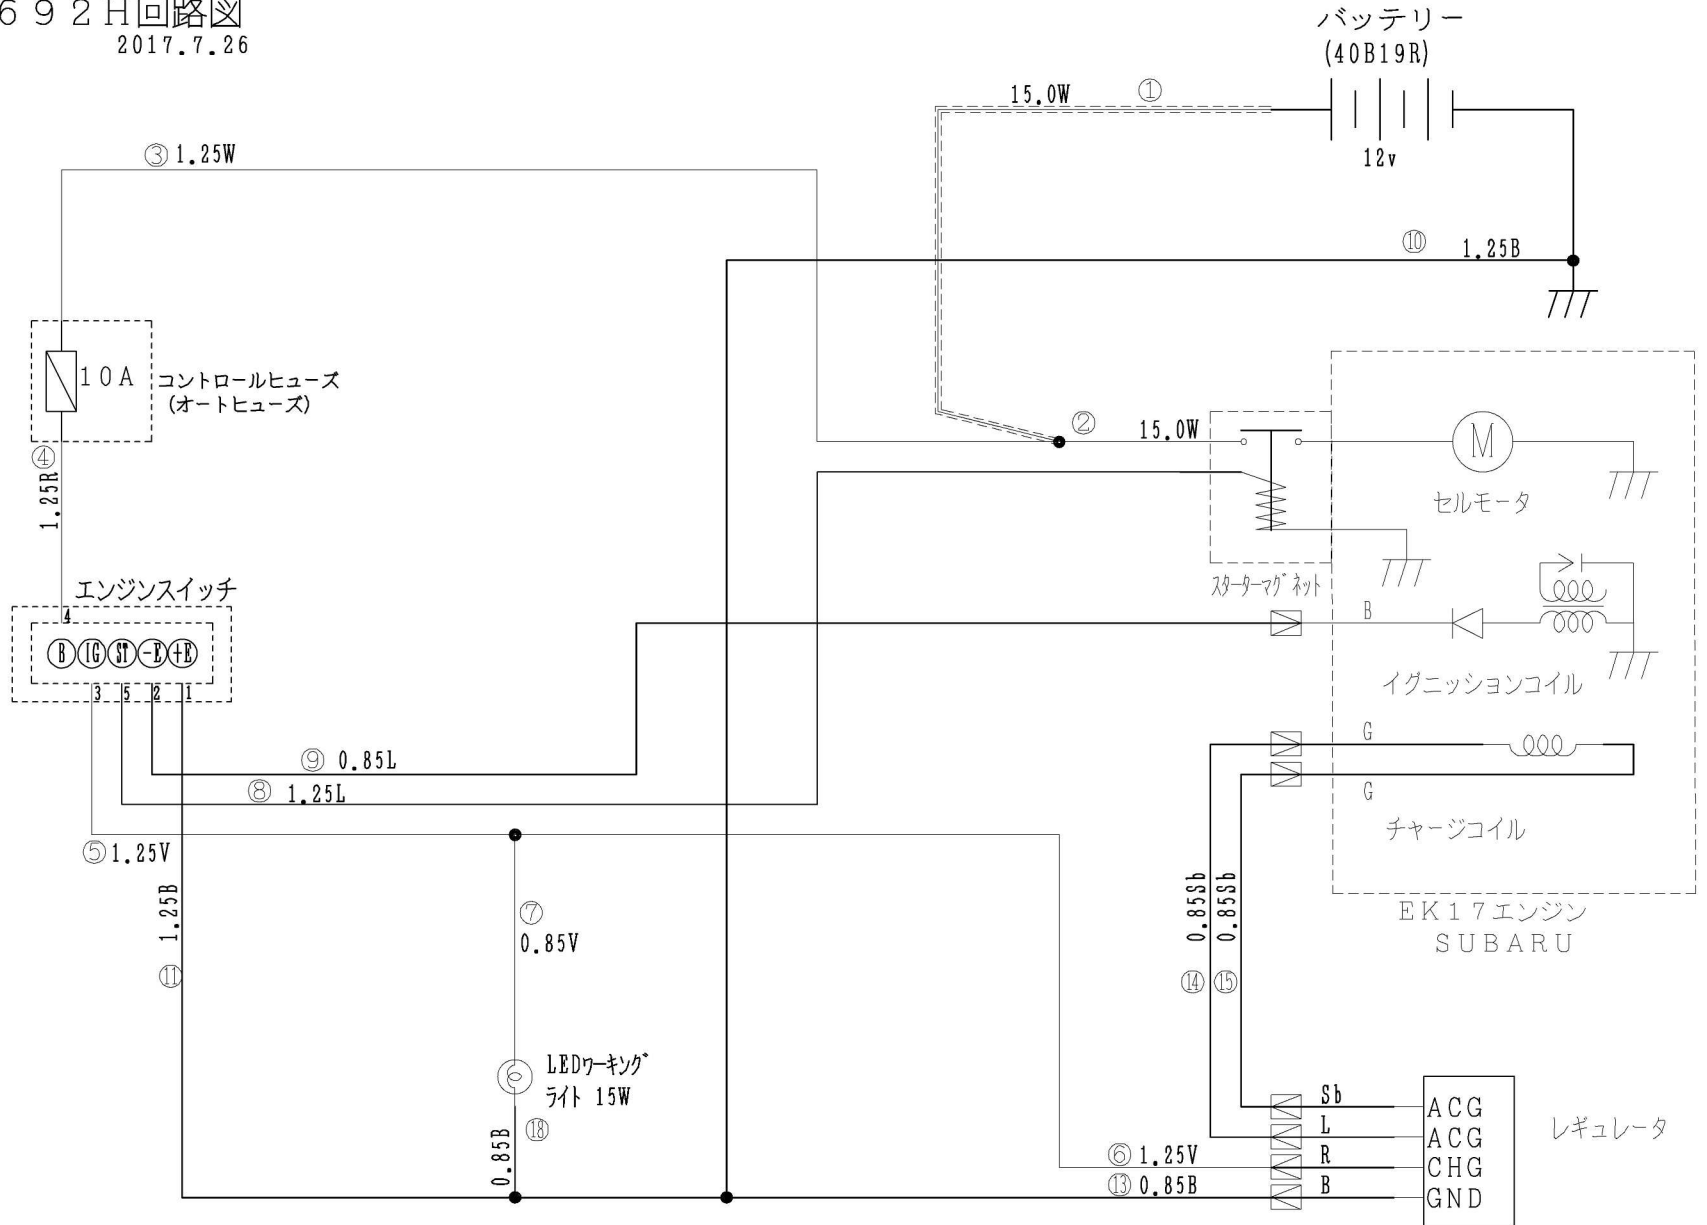 ６９２Ｈ回路図
2017.7.26
バッテリー
(40B19R)
12v
15.0W ①
③ 1.25W
⑩ 1.25B
10A
コントロールヒューズ
(オートヒューズ)
④
1.25R
②
15.0W
M
セルモータ
スターターマグネット
エンジンスイッチ
4
B IG ST -E +E
3 5 2 1
B
イグニッションコイル
⑨ 0.85L
⑧ 1.25L
⑤ 1.25V
G
G
チャージコイル
EK17エンジン
SUBARU
1.25B
⑪
⑦
0.85V
0.85Sb
0.85Sb
⑭ ⑮
LEDワーキング
ライト 15W
0.85B
⑱
⑥ 1.25V
⑬ 0.85B
Sb
L
R
B
ACG
ACG
CHG
GND
レギュレータ